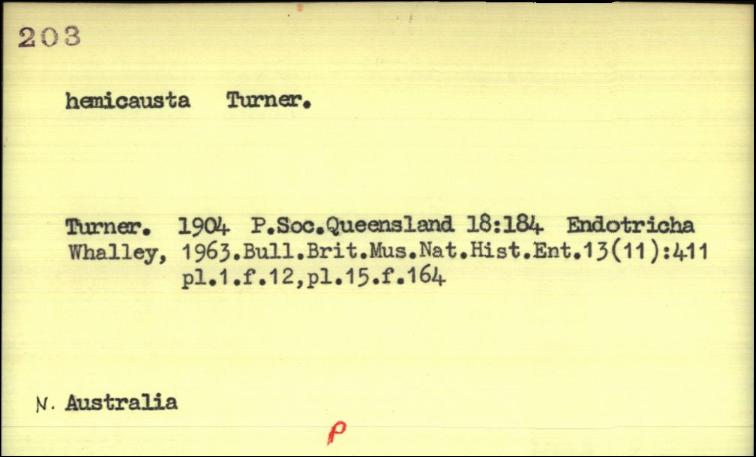 203
hemicausta Turner.
Turner. 1904 P.Soc.Queensland 18:184 Endotricha
Whalley, 1963.Bull.Brit.Mus.Nat.Hist.Ent.13(11):411
pl.1.f.12,pl.15.f.164
N. Australia
P